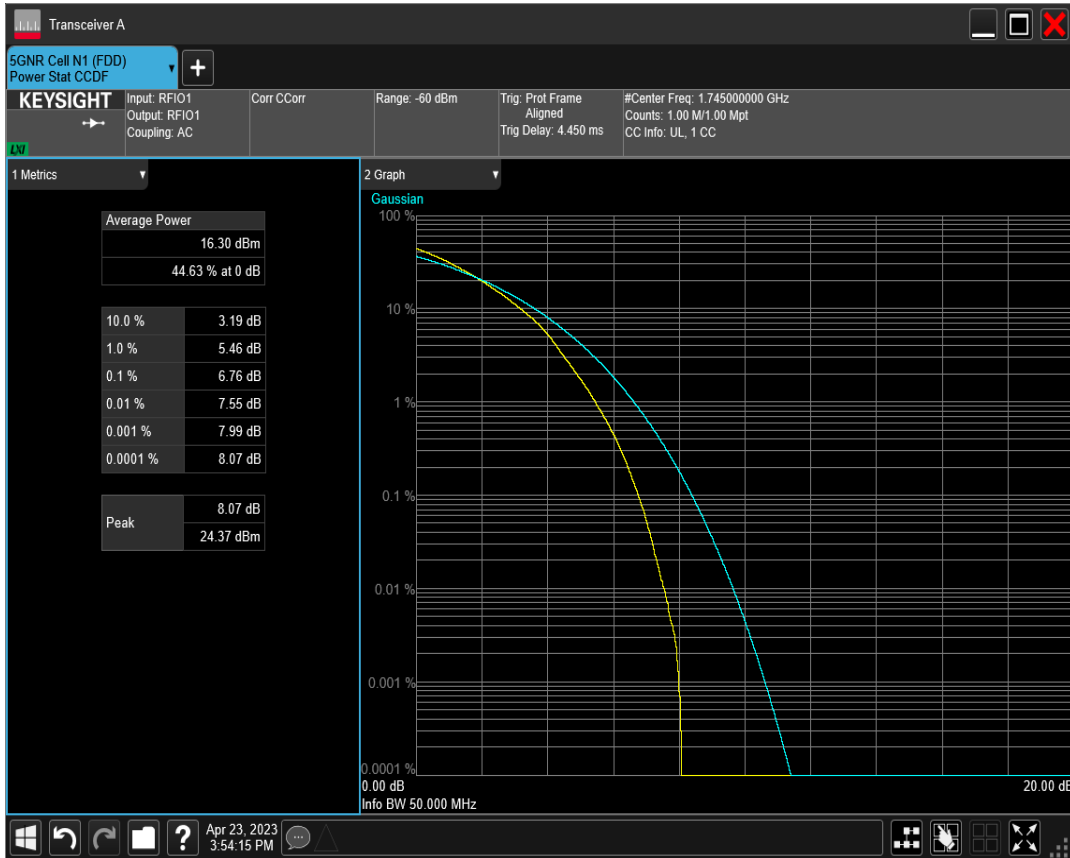 Transceiver A
5GNR Cell N1 (FDD)
Power Stat CCDF
+
KEYSIGHT
LXI
Input: RFIO1
Output: RFIO1
Coupling: AC
Corr CCorr
Range: -60 dBm
Trig: Prot Frame
Aligned
Trig Delay: 4.450 ms
#Center Freq: 1.745000000 GHz
Counts: 1.00 M/1.00 Mpt
CC Info: UL, 1 CC
1 Metrics
Average Power
16.30 dBm
44.63 % at 0 dB
10.0 % 3.19 dB
1.0 % 5.46 dB
0.1 % 6.76 dB
0.01 % 7.55 dB
0.001 % 7.99 dB
0.0001 % 8.07 dB
Peak
8.07 dB
24.37 dBm
2 Graph
Gaussian
100 %
10 %
1 %
0.1 %
0.01 %
0.001 %
0.0001 %
0.00 dB
20.00 dB
Info BW 50.000 MHz
?
Apr 23, 2023
3:54:15 PM